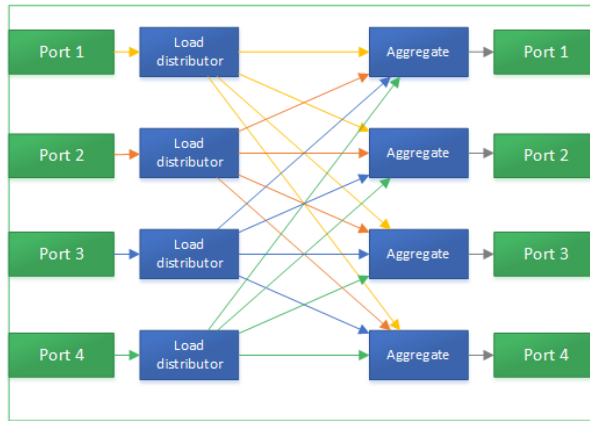 Port 1
Load
distributor
Aggregate
Port 1
Port 2
Load
distributor
Aggregate
Port 2
Port 3
Load
distributor
Aggregate
Port 3
Port 4
Load
distributor
Aggregate
Port 4